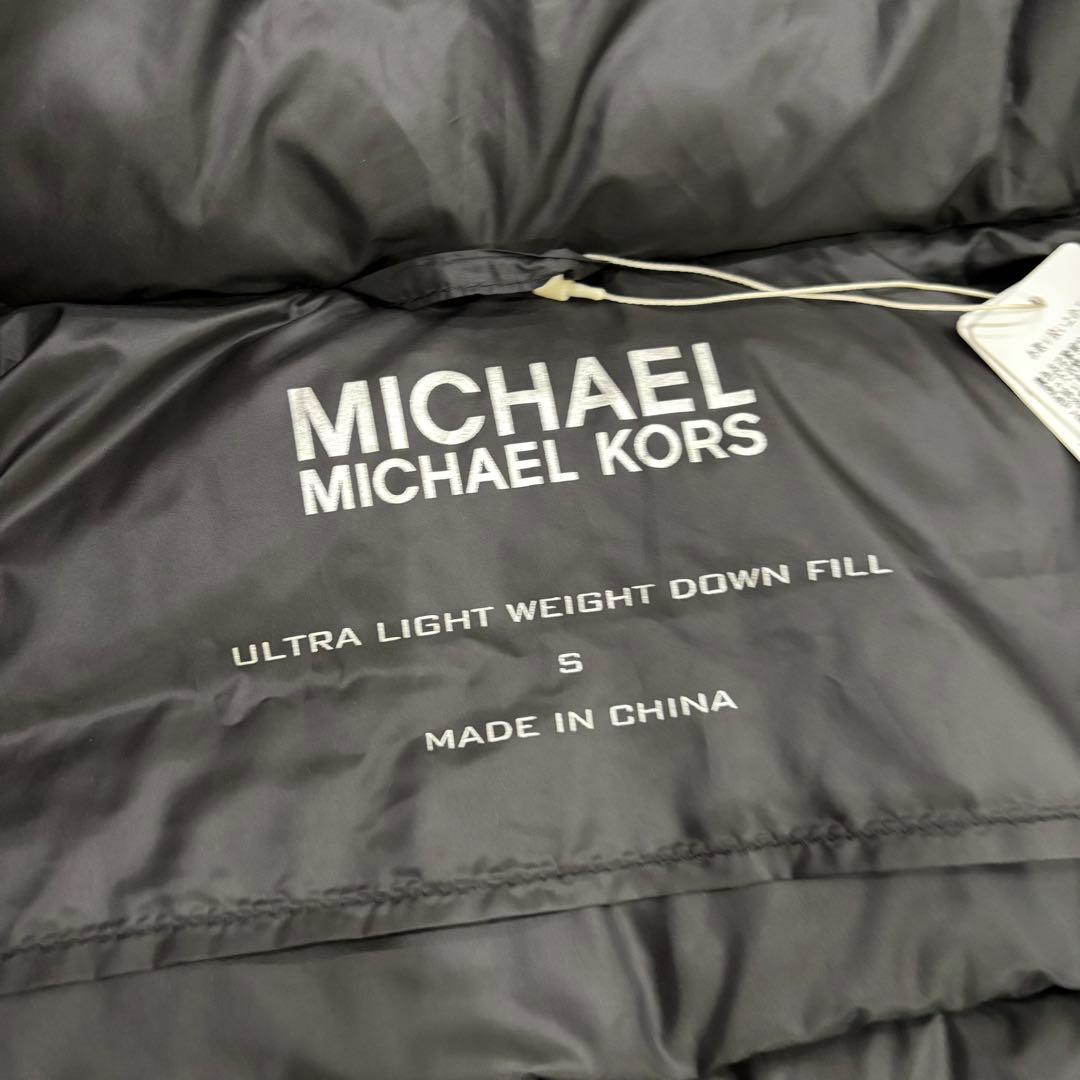 MICHAEL
MICHAEL KORS
ULTRA LIGHT WEIGHT DOWN FILL
S
MADE IN CHINA